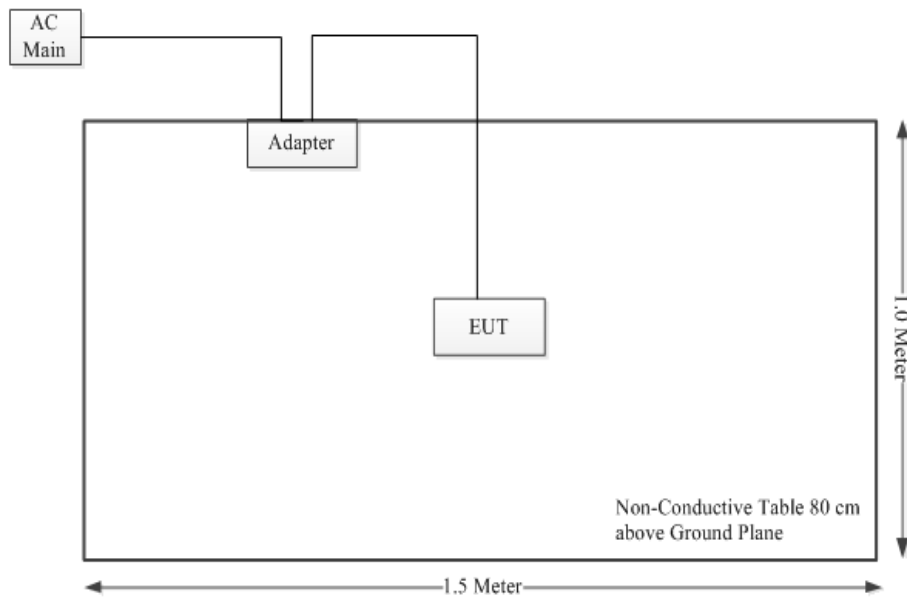 AC
Main
Adapter
EUT
1.0 Meter
Non-Conductive Table 80 cm
above Ground Plane
1.5 Meter